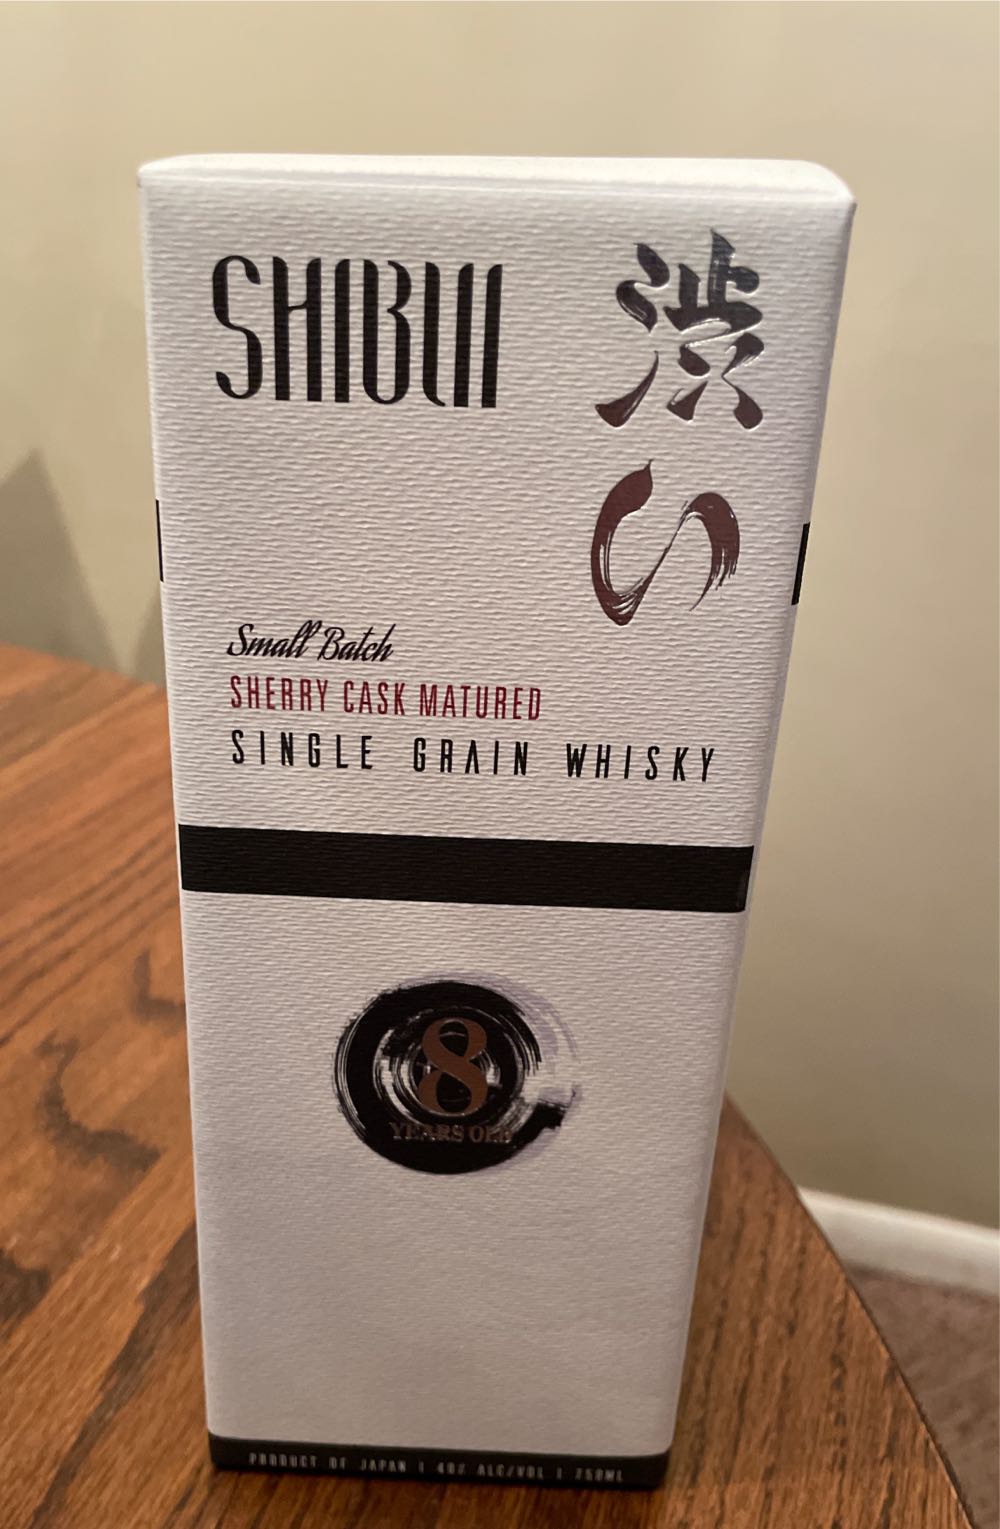 SHIBUI
渋い
Small Batch
SHERRY CASK MATURED
SINGLE GRAIN WHISKY
8
YEARS OLD
PRODUCT OF JAPAN | 40% ALC/VOL | 750ML